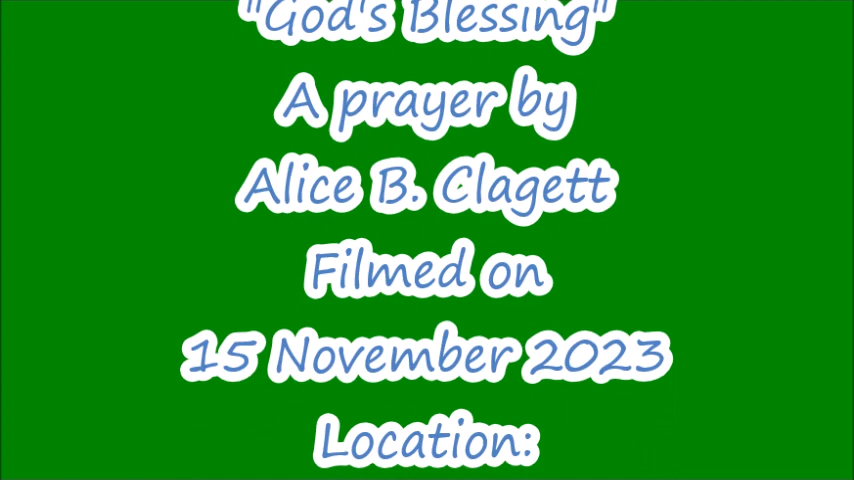 "God's Blessing"
A prayer by
Alice B. Clagett
Filmed on
15 November 2023
Location: